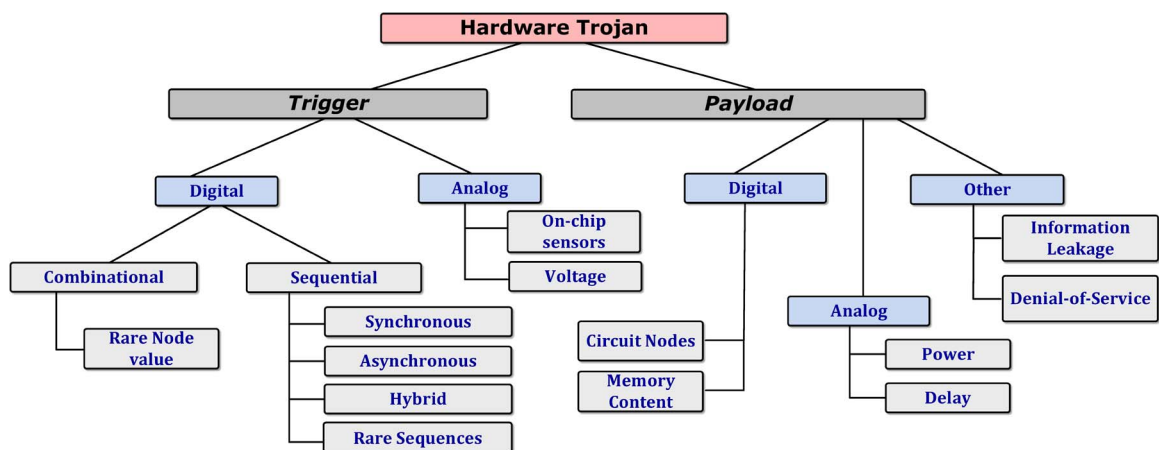 Hardware Trojan
Trigger
Payload
Digital
Analog
Digital
Other
On-chip
sensors
Information
Leakage
Combinational
Sequential
Voltage
Denial-of-Service
Analog
Synchronous
Rare Node
value
Circuit Nodes
Power
Asynchronous
Memory
Content
Hybrid
Delay
Rare Sequences